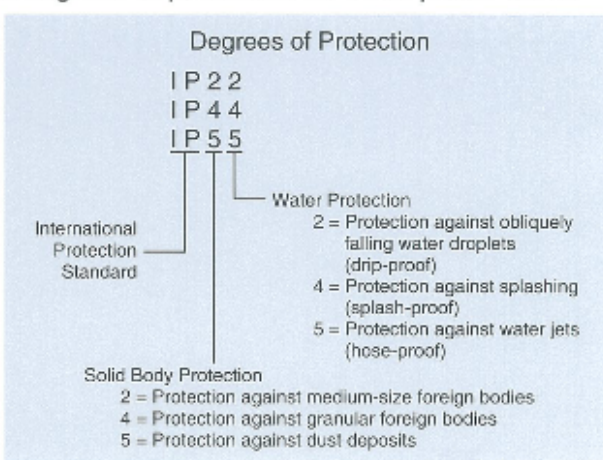 Degrees of Protection
IP22
IP44
IP55
Water Protection
2 = Protection against obliquely
falling water droplets
(drip-proof)
4 = Protection against splashing
(splash-proof)
5 = Protection against water jets
(hose-proof)
International
Protection
Standard
Solid Body Protection
2 = Protection against medium-size foreign bodies
4 = Protection against granular foreign bodies
5 = Protection against dust deposits